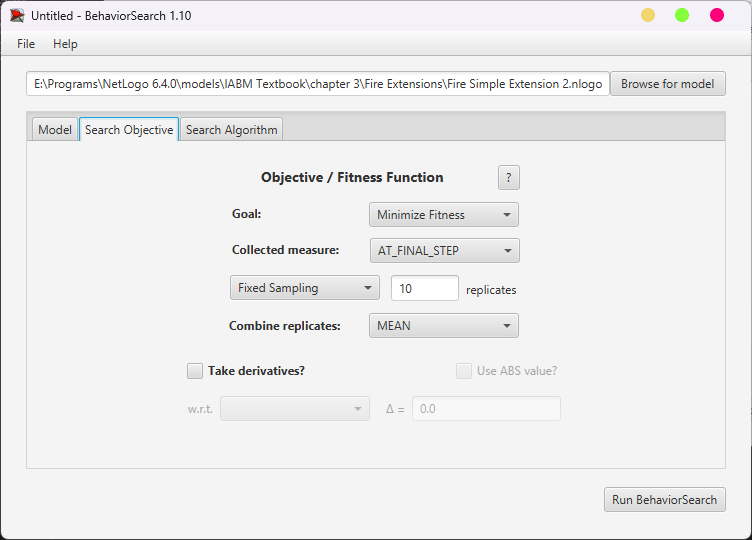 Untitled - BehaviorSearch 1.10
File Help
E:\Programs\NetLogo 6.4.0\models\IABM Textbook\chapter 3\Fire Extensions\Fire Simple Extension 2.nlogo Browse for model
Model Search Objective Search Algorithm
Objective / Fitness Function ?
Goal: Minimize Fitness
Collected measure: AT_FINAL_STEP
Fixed Sampling 10 replicates
Combine replicates: MEAN
Take derivatives? Use ABS value?
w.r.t. Δ = 0.0
Run BehaviorSearch